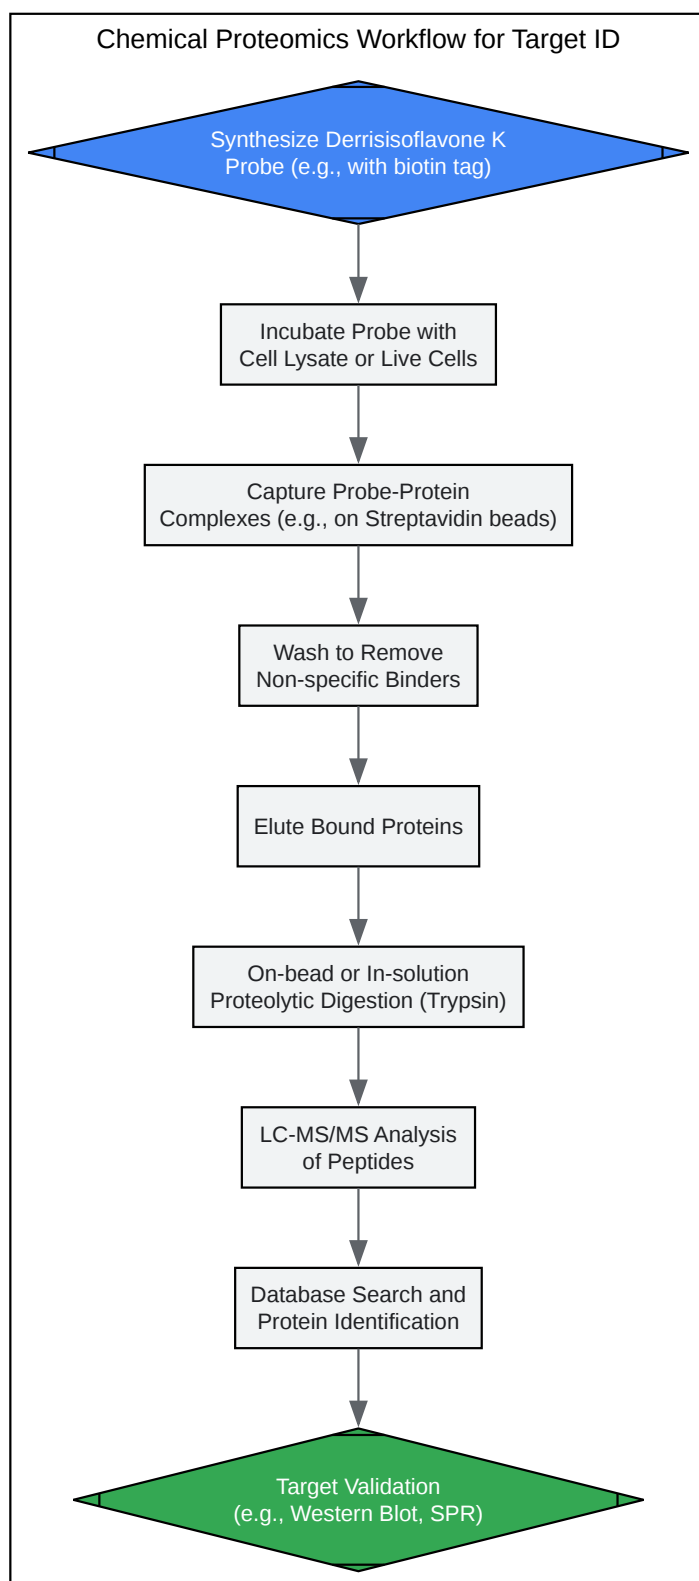 Chemical Proteomics Workflow for Target ID
Synthesize Derrisisoflavone K
Probe (e.g., with biotin tag)
Incubate Probe with
Cell Lysate or Live Cells
Capture Probe-Protein
Complexes (e.g., on Streptavidin beads)
Wash to Remove
Non-specific Binders
Elute Bound Proteins
On-bead or In-solution
Proteolytic Digestion (Trypsin)
LC-MS/MS Analysis
of Peptides
Database Search and
Protein Identification
Target Validation
(e.g., Western Blot, SPR)